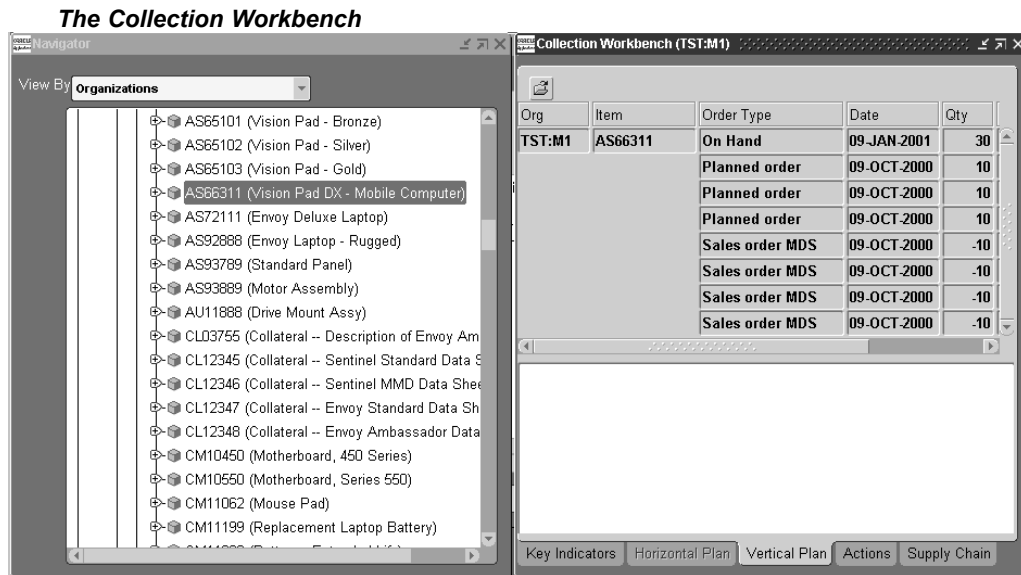 The Collection Workbench
Navigator
View By Organizations
AS65101 (Vision Pad - Bronze)
AS65102 (Vision Pad - Silver)
AS65103 (Vision Pad - Gold)
AS66311 (Vision Pad DX - Mobile Computer)
AS72111 (Envoy Deluxe Laptop)
AS92888 (Envoy Laptop - Rugged)
AS93789 (Standard Panel)
AS93889 (Motor Assembly)
AU11888 (Drive Mount Assy)
CL03755 (Collateral -- Description of Envoy Am
CL12345 (Collateral -- Sentinel Standard Data S
CL12346 (Collateral -- Sentinel MMD Data Shee
CL12347 (Collateral -- Envoy Standard Data Sh
CL12348 (Collateral -- Envoy Ambassador Data
CM10450 (Motherboard, 450 Series)
CM10550 (Motherboard, Series 550)
CM11062 (Mouse Pad)
CM11199 (Replacement Laptop Battery)
Collection Workbench (TST:M1)
Org Item Order Type Date Qty
TST:M1 AS66311 On Hand 09-JAN-2001 30
Planned order 09-OCT-2000 10
Planned order 09-OCT-2000 10
Planned order 09-OCT-2000 10
Sales order MDS 09-OCT-2000 -10
Sales order MDS 09-OCT-2000 -10
Sales order MDS 09-OCT-2000 -10
Sales order MDS 09-OCT-2000 -10
Key Indicators Horizontal Plan Vertical Plan Actions Supply Chain